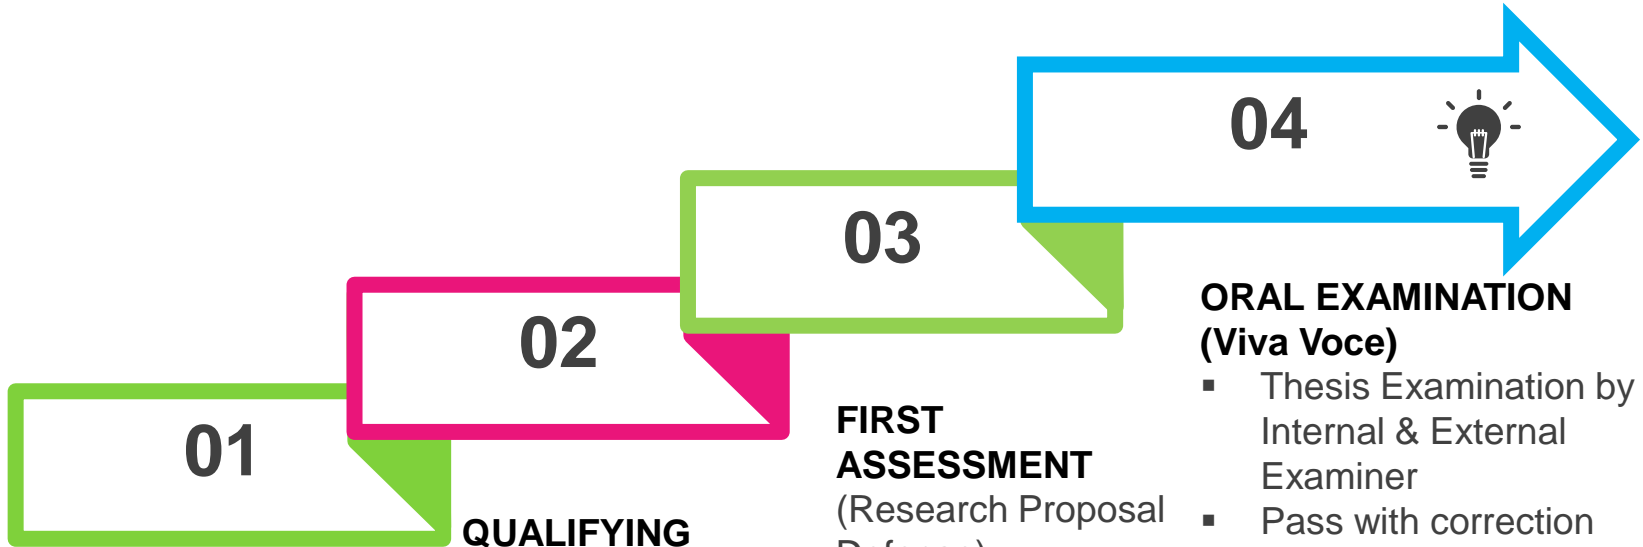 01
QUALIFYING
02
03
FIRST
ASSESSMENT
(Research Proposal
04
ORAL EXAMINATION
(Viva Voce)
▪ Thesis Examination by
Internal & External
Examiner
▪ Pass with correction